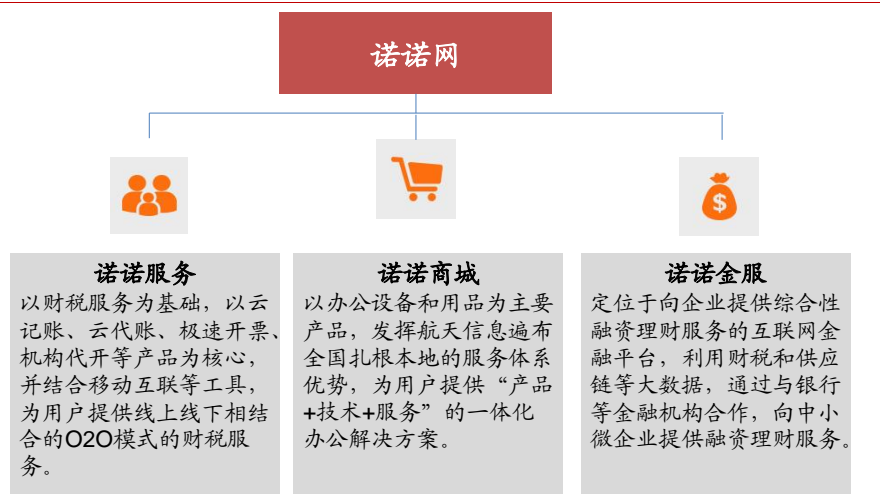 诺诺网
诺诺服务
以财税服务为基础，以云
记账、云代账、极速开票、
机构代开等产品为核心，
并结合移动互联等工具，
为用户提供线上线下相结
合的O2O模式的财税服
务。
诺诺商城
以办公设备和用品为主要
产品，发挥航天信息遍布
全国扎根本地的服务体系
优势，为用户提供“产品
+技术+服务”的一体化
办公解决方案。
诺诺金服
定位于向企业提供综合性
融资理财服务的互联网金
融平台，利用财税和供应
链等大数据，通过与银行
等金融机构合作，向中小
微企业提供融资理财服务。